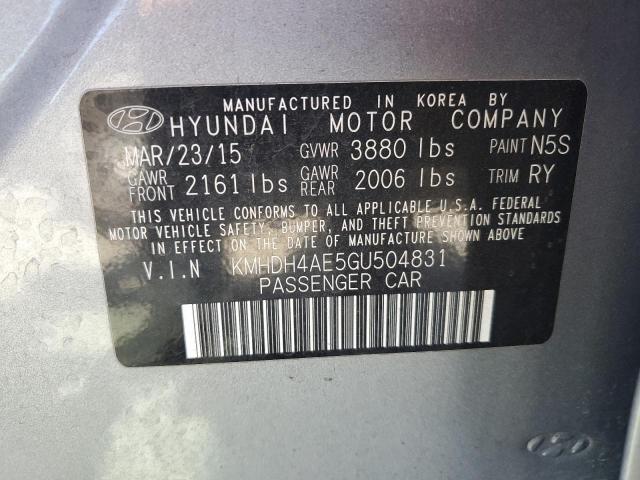 MANUFACTURED IN KOREA BY
HYUNDAI MOTOR COMPANY
MAR/23/15 GVWR 3880 lbs PAINT N5S
GAWR FRONT 2161 lbs GAWR REAR 2006 lbs TRIM RY
THIS VEHICLE CONFORMS TO ALL APPLICABLE U.S.A. FEDERAL
MOTOR VEHICLE SAFETY, BUMPER, AND THEFT PREVENTION STANDARDS
IN EFFECT ON THE DATE OF MANUFACTURE SHOWN ABOVE
V.I.N KMHDH4AE5GU504831
PASSENGER CAR